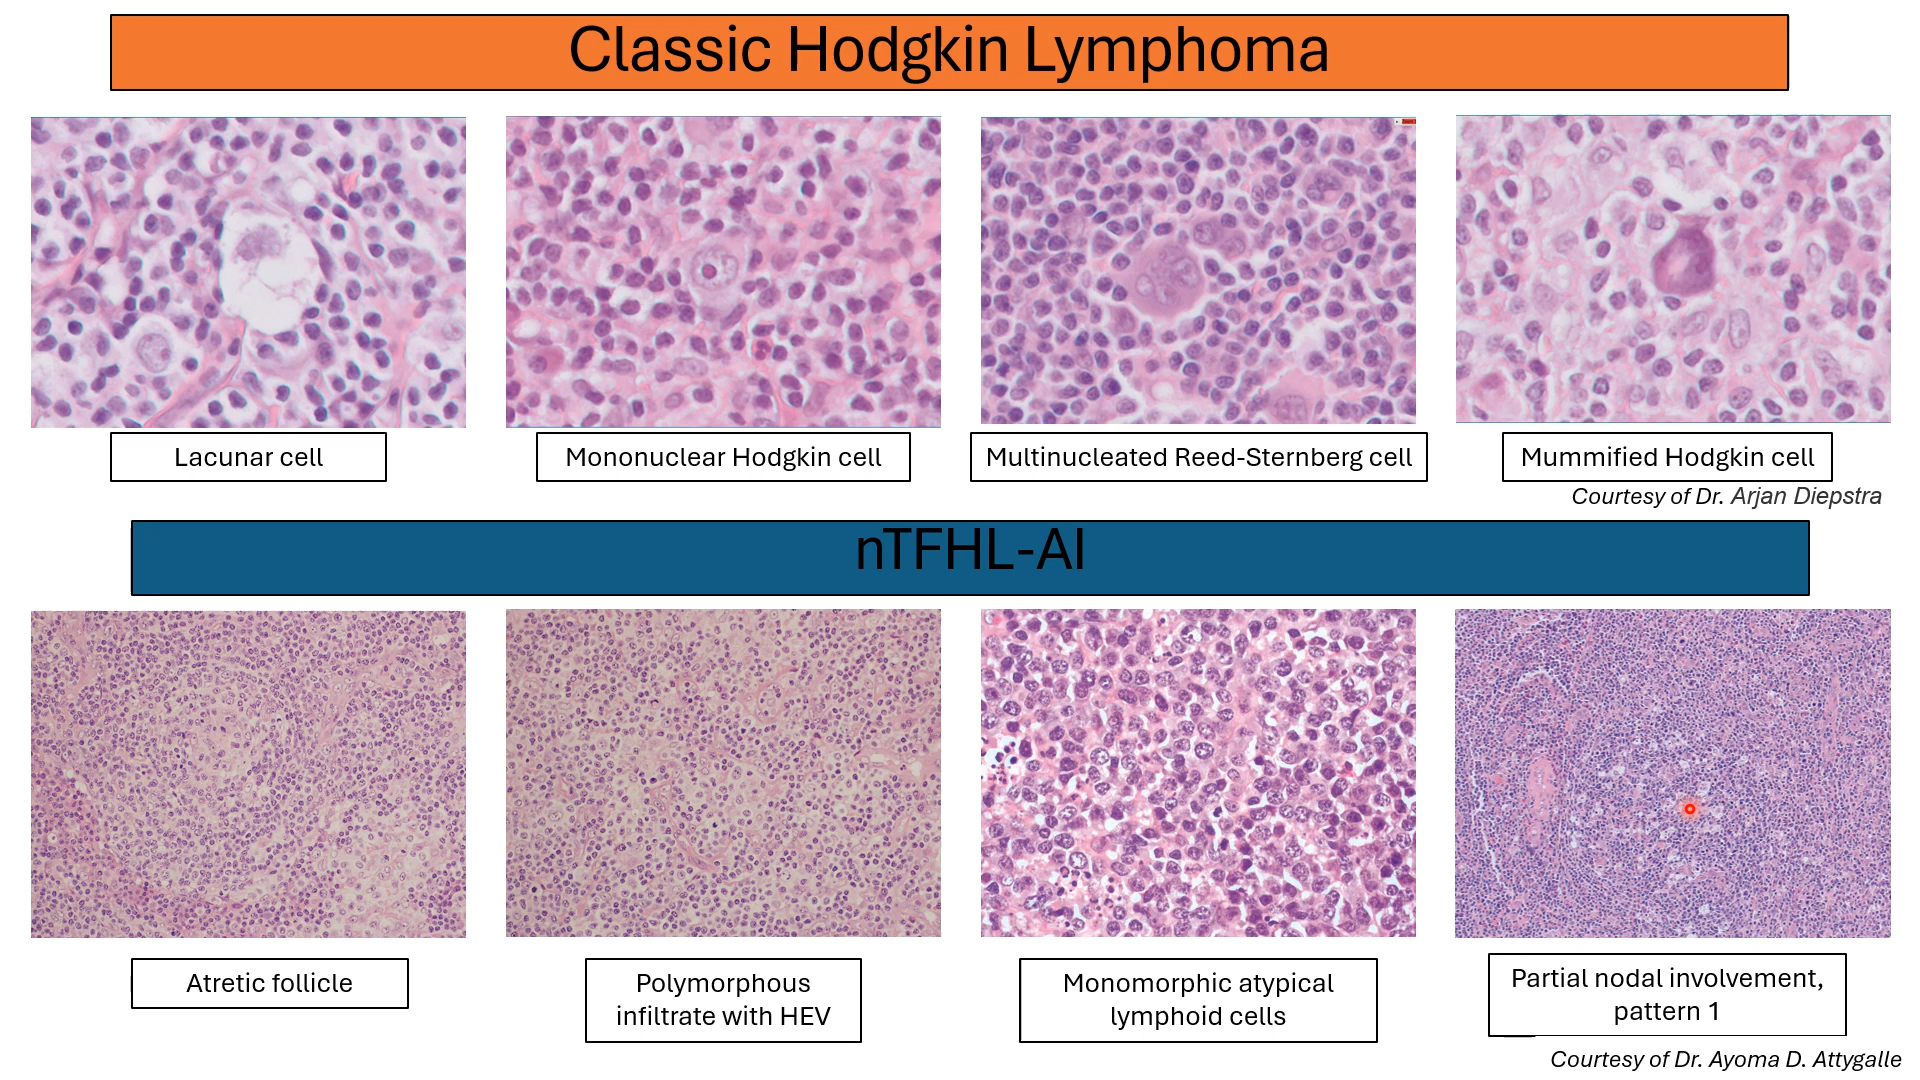 Classic Hodgkin Lymphoma
Lacunar cell
Mononuclear Hodgkin cell
Multinucleated Reed-Sternberg cell
Mummified Hodgkin cell
Courtesy of Dr. Arjan Diepstra
nTFHL-AI
Atretic follicle
Polymorphous
infiltrate with HEV
Monomorphic atypical
lymphoid cells
Partial nodal involvement,
pattern 1
Courtesy of Dr. Ayoma D. Attygalle